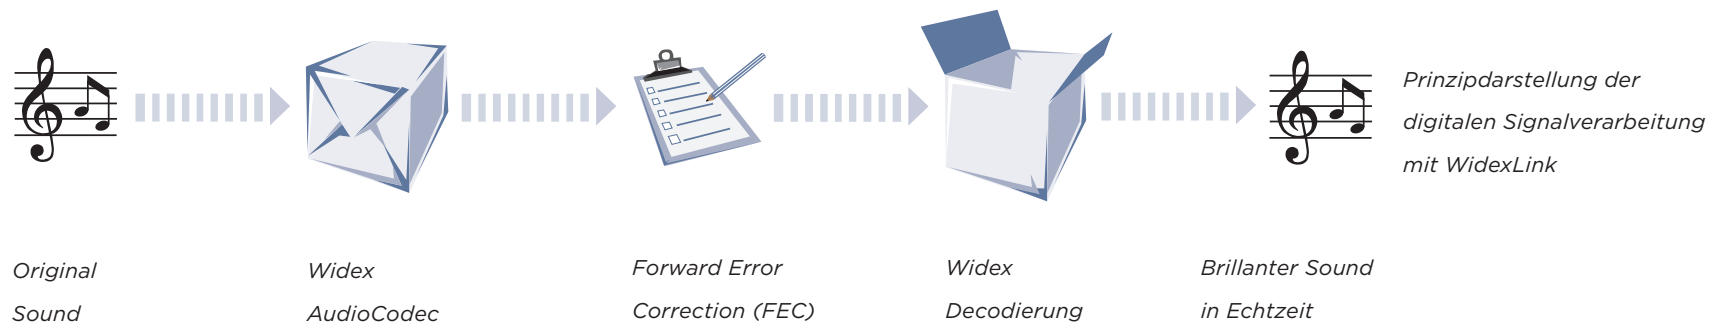 Prinzipdarstellung der
digitalen Signalverarbeitung
mit WidexLink
Original
Sound
Widex
AudioCodec
Forward Error
Correction (FEC)
Widex
Decodierung
Brillanter Sound
in Echtzeit